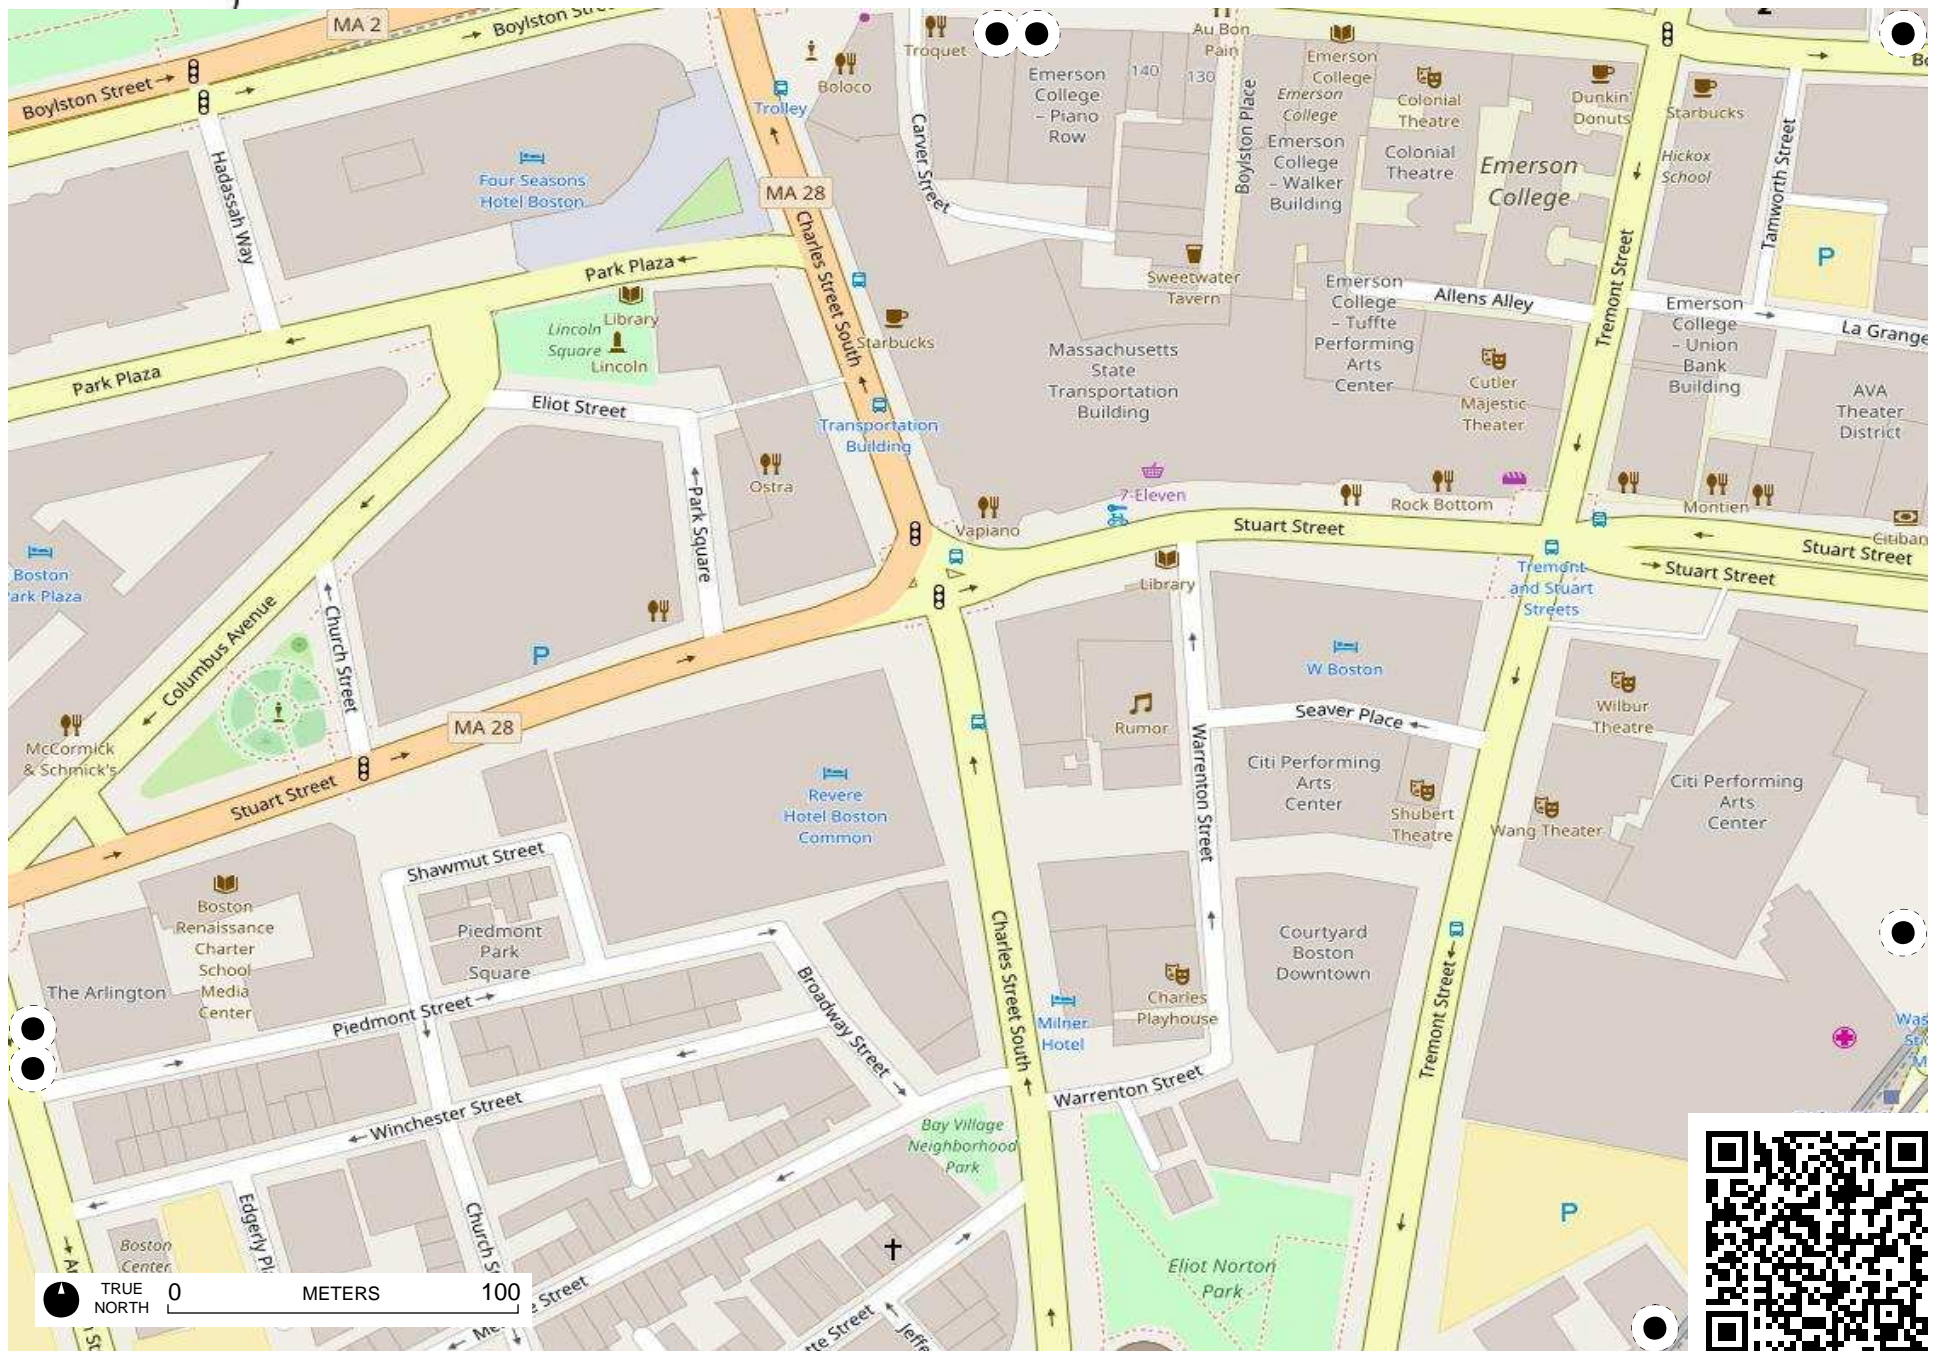 MA 2
Boylston Stree
Boylston Street
Hadassah Way
Four Seasons
Hotel Boston
Trolley
Boloco
Troquet
MA 28
Carver Street
Emerson
College
– Piano
Row
140
130
Au Bon
Pain
Boylston Place
Emerson
College
Emerson
College
Emerson
College
– Walker
Building
Colonial
Theatre
Colonial
Theatre
Emerson
College
Dunkin'
Donuts
Starbucks
Hickox
School
Tamworth Street
P
Park Plaza
Charles Street South
Sweetwater
Tavern
Emerson
College
– Tuffte
Performing
Arts
Center
Allens Alley
Tremont Street
Emerson
College
– Union
Bank
Building
La Grange
Library
Lincoln
Square
Lincoln
Starbucks
Massachusetts
State
Transportation
Building
Cutler
Majestic
Theater
AVA
Theater
District
Park Plaza
Eliot Street
Transportation
Building
Ostra
Park Square
7-Eleven
Vapiano
Rock Bottom
Montien
Citiban
Stuart Street
Stuart Street
Stuart Street
Boston
ark Plaza
Columbus Avenue
Church Street
P
Library
Tremont
and Stuart
Streets
W Boston
Seaver Place
Rumor
Wilbur
Theatre
McCormick
& Schmick's
MA 28
Stuart Street
Revere
Hotel Boston
Common
Warrenton Street
Citi Performing
Arts
Center
Shubert
Theatre
Wang Theater
Citi Performing
Arts
Center
Shawmut Street
Boston
Renaissance
Charter
School
Media
Center
Piedmont
Park
Square
The Arlington
Piedmont Street
Broadway Street
Charles Street South
Courtyard
Boston
Downtown
Charles
Playhouse
Milner
Hotel
Tremont Street
Was
Warrenton Street
Winchester Street
Bay Village
Neighborhood
Park
Edgerly Pla
Church S
Boston
Center
P
Eliot Norton
Park
TRUE
NORTH
0 METERS 100
Me
e Street
tte Street
Jeffe